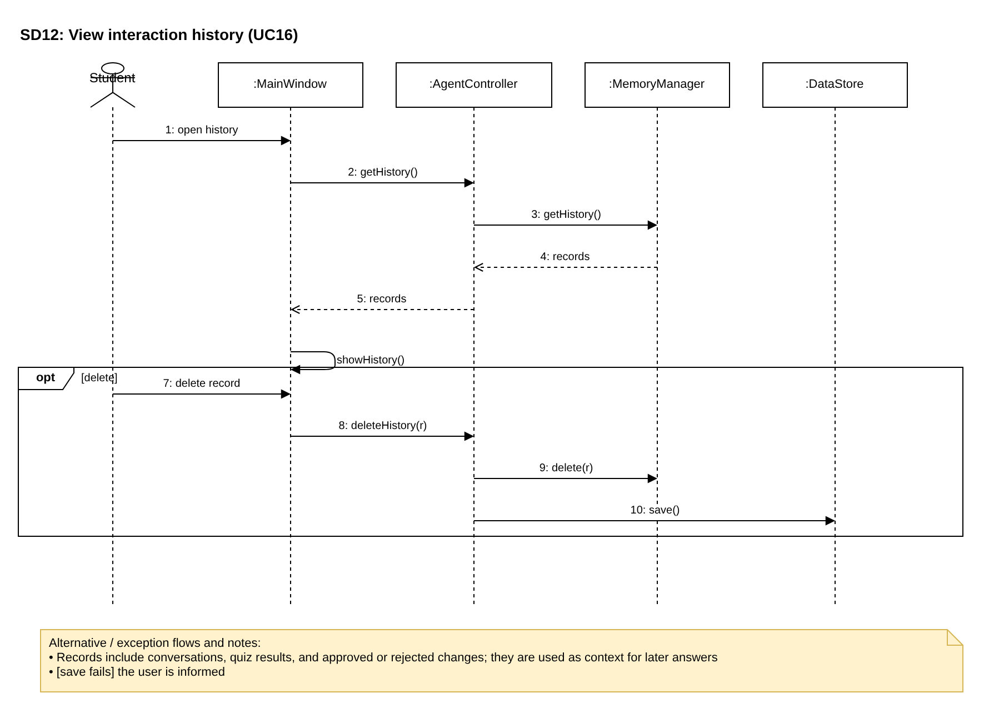 SD12: View interaction history (UC16)
Student
:MainWindow
:AgentController
:MemoryManager
:DataStore
1: open history
2: getHistory()
3: getHistory()
4: records
5: records
showHistory()
opt
[delete]
7: delete record
8: deleteHistory(r)
9: delete(r)
10: save()
Alternative / exception flows and notes:
• Records include conversations, quiz results, and approved or rejected changes; they are used as context for later answers
• [save fails] the user is informed